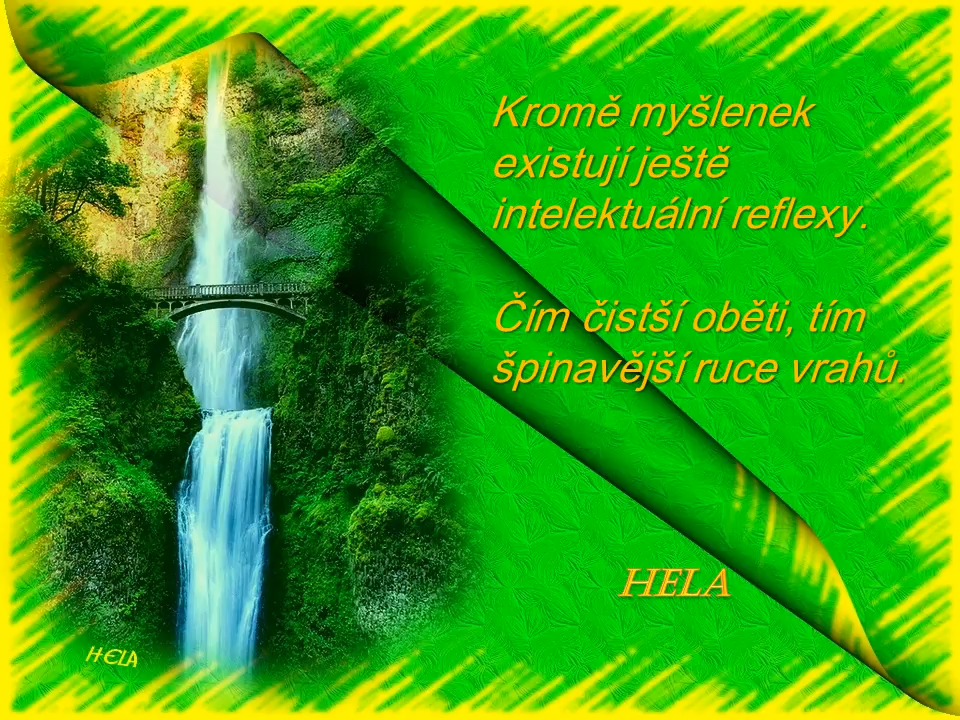 Kromě myšlenek
existují ještě
intelektuální reflexy.
Čím čistší oběti, tím
špinavější ruce vrahů.
HELA
HELA